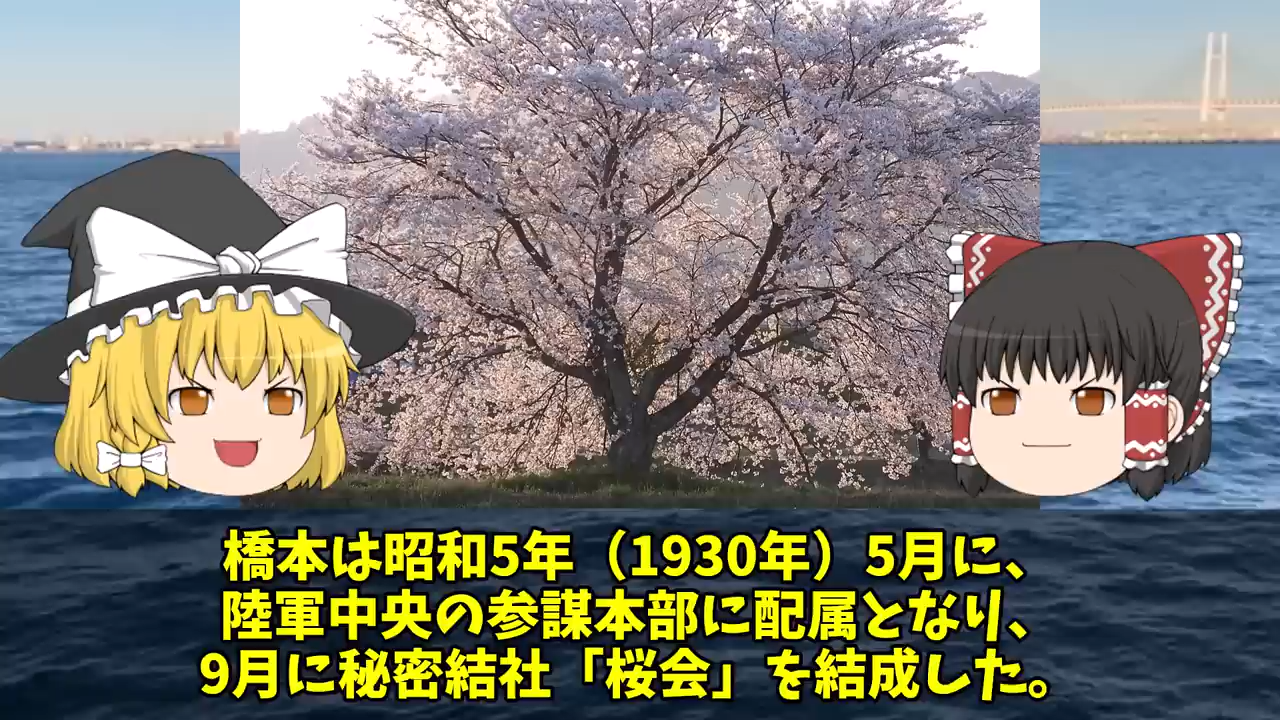 橋本は昭和5年（1930年）5月に、
陸軍中央の参謀本部に配属となり、
9月に秘密結社「桜会」を結成した。